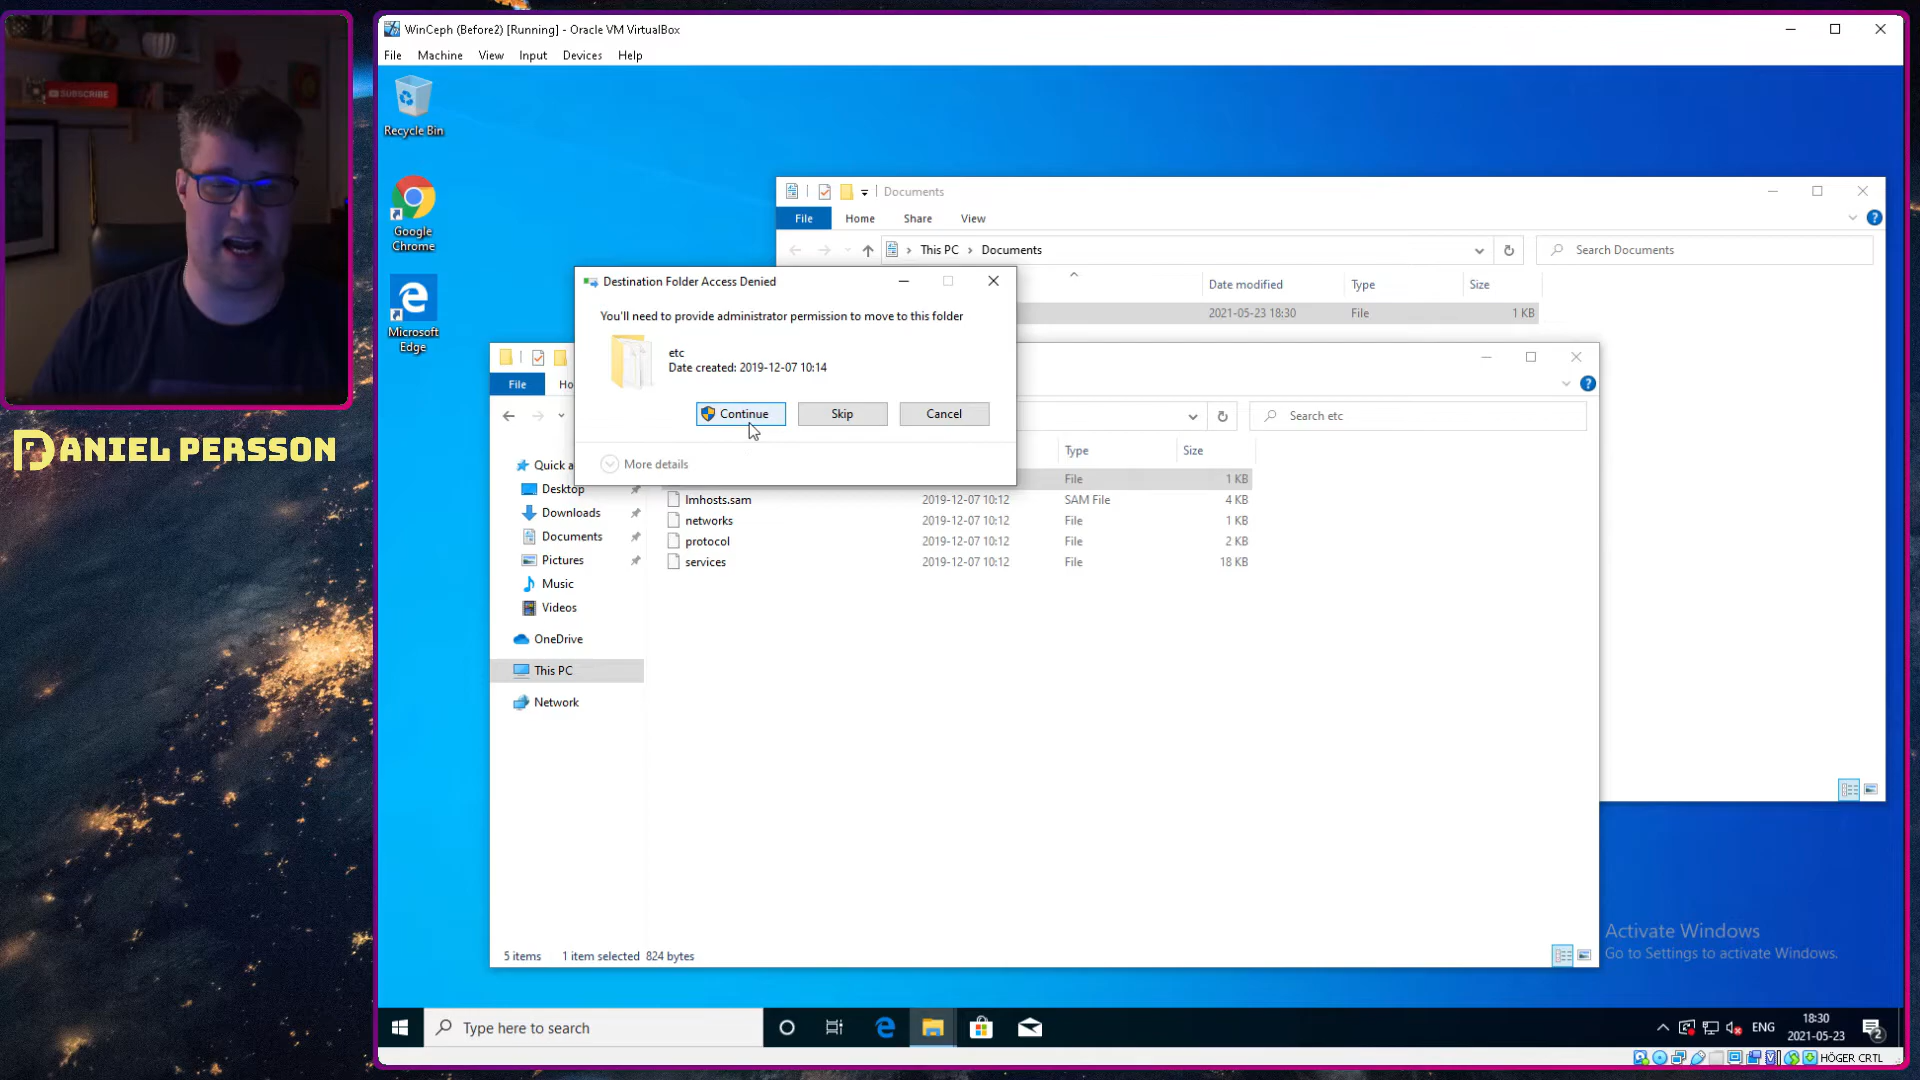 SUBSCRIBE
DANIEL PERSSON
WinCeph (Before2) [Running] - Oracle VM VirtualBox
File Machine View Input Devices Help
Recycle Bin
Google
Chrome
Microsoft
Edge
Documents
File Home Share View
This PC Documents
Search Documents
Date modified Type Size
2021-05-23 18:30 File 1 KB
Destination Folder Access Denied
You'll need to provide administrator permission to move to this folder
etc
Date created: 2019-12-07 10:14
Continue Skip Cancel
More details
File Ho
Search etc
Type Size
File 1 KB
lmhosts.sam 2019-12-07 10:12 SAM File 4 KB
networks 2019-12-07 10:12 File 1 KB
protocol 2019-12-07 10:12 File 2 KB
services 2019-12-07 10:12 File 18 KB
Quick a
Desktop
Downloads
Documents
Pictures
Music
Videos
OneDrive
This PC
Network
5 items 1 item selected 824 bytes
Activate Windows
Go to Settings to activate Windows.
Type here to search
ENG
18:30
2021-05-23
2
HÖGER CRTL